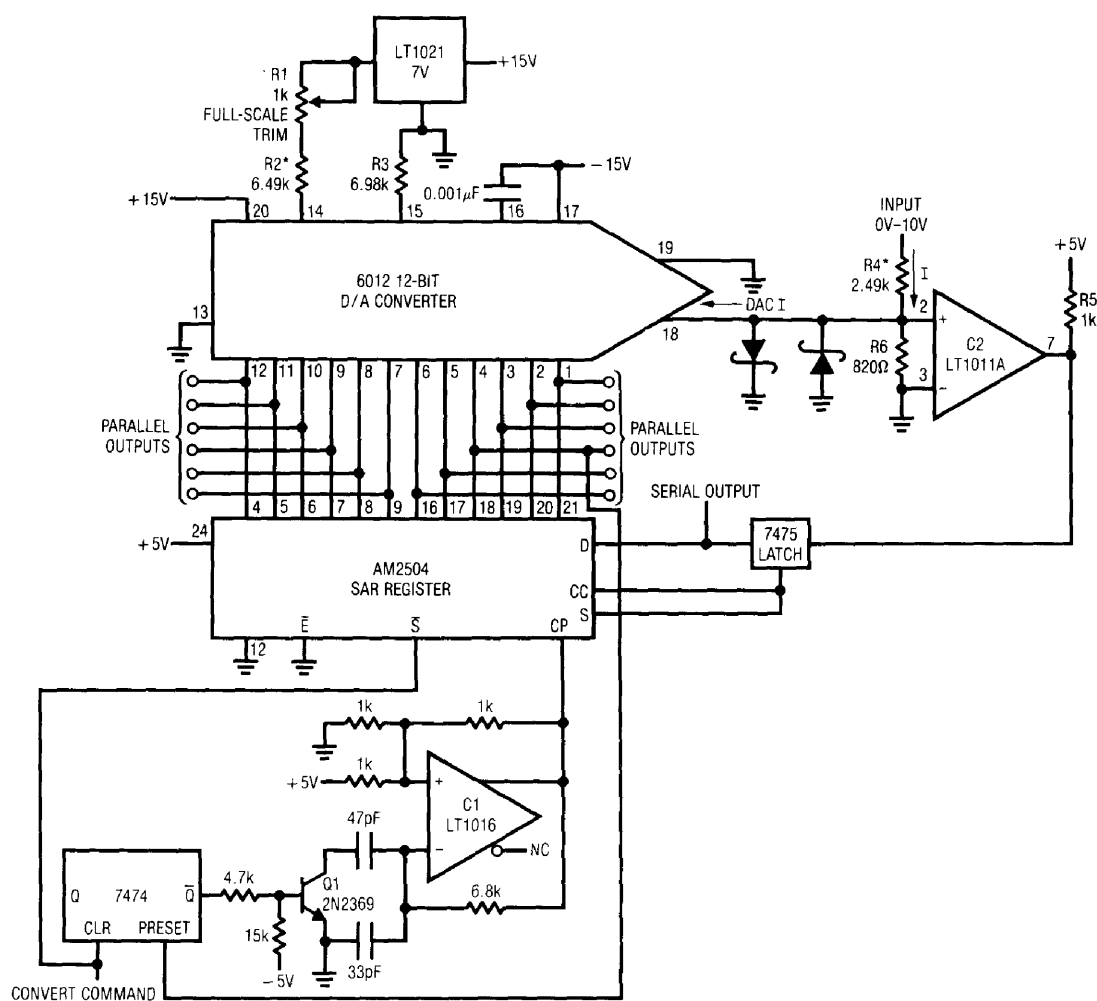 LT1021
7V
+15V
R1
1k
FULL-SCALE
TRIM
R2*
6.49k
R3
6.98k
0.001µF
−15V
+15V
20
14
15
16
17
6012 12-BIT
D/A CONVERTER
13
19
DAC I
18
INPUT
0V–10V
R4*
2.49k
I
+5V
R5
1k
2
+
C2
LT1011A
7
R6
820Ω
3
−
12
11
10
9
8
7
6
5
4
3
2
1
PARALLEL
OUTPUTS
PARALLEL
OUTPUTS
4
5
6
7
8
9
16
17
18
19
20
21
SERIAL OUTPUT
24
+5V
D
7475
LATCH
AM2504
SAR REGISTER
CC
S
E̅
S̅
CP
12
1k
1k
+5V
1k
+
C1
LT1016
−
NC
47pF
Q1
2N2369
6.8k
33pF
Q
7474
Q̅
CLR
PRESET
4.7k
15k
−5V
CONVERT COMMAND